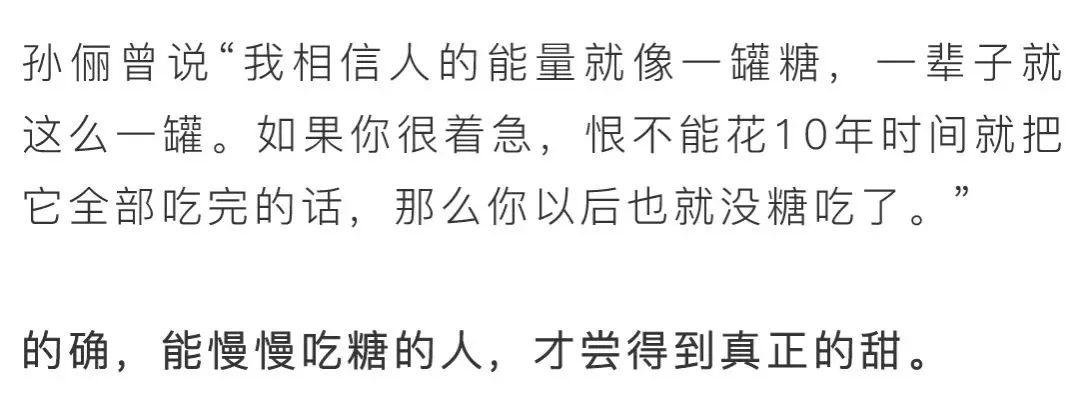 孙俪曾说“我相信人的能量就像一罐糖，一辈子就
这么一罐。如果你很着急，恨不能花10年时间就把
它全部吃完的话，那么你以后也就没糖吃了。”
的确，能慢慢吃糖的人，才尝得到真正的甜。